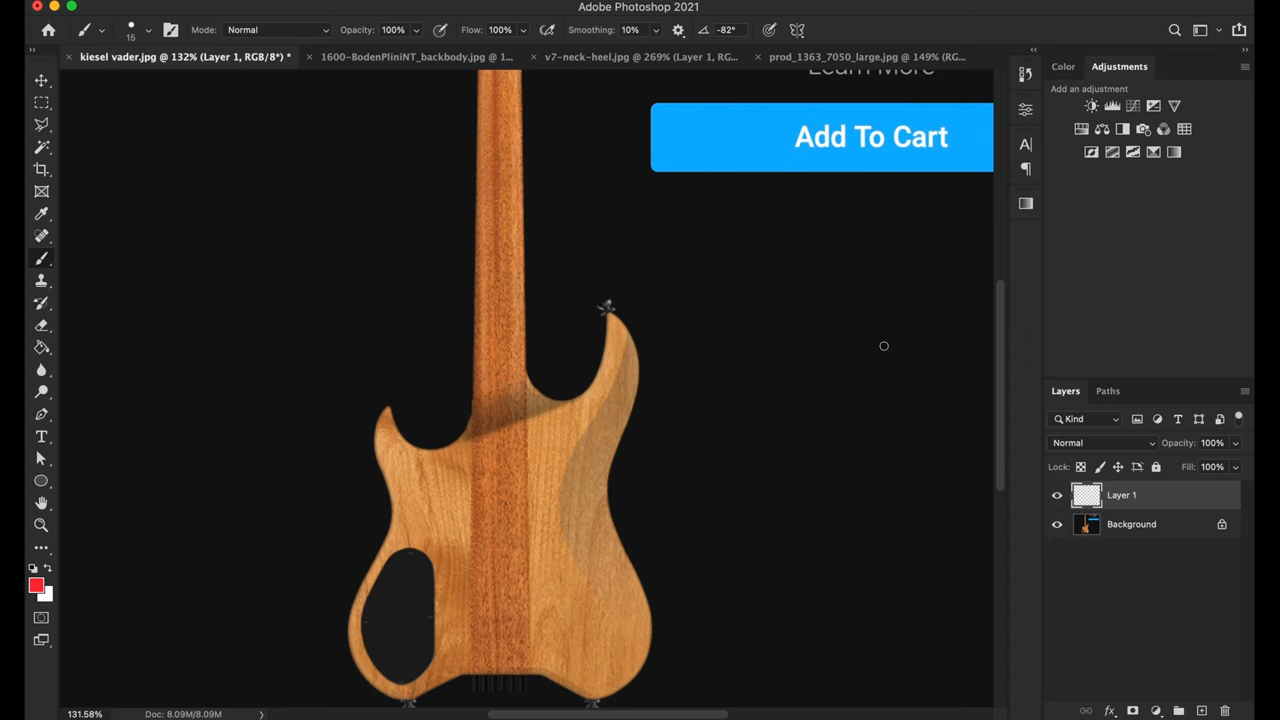 Adobe Photoshop 2021
15 Mode: Normal Opacity: 100% Flow: 100% Smoothing: 10% -82°
kiesel vader.jpg @ 132% (Layer 1, RGB/8*) * 1600-BodenPliniNT_backbody.jpg @ 1... v7-neck-heel.jpg @ 269% (Layer 1, RG... prod_1363_7050_large.jpg @ 149% (RG...
Color Adjustments
Learn More
Add an adjustment
Add To Cart
Layers Paths
Kind
Normal Opacity: 100%
Lock: Fill: 100%
Layer 1
Background
131.58% Doc: 8.09M/8.09M